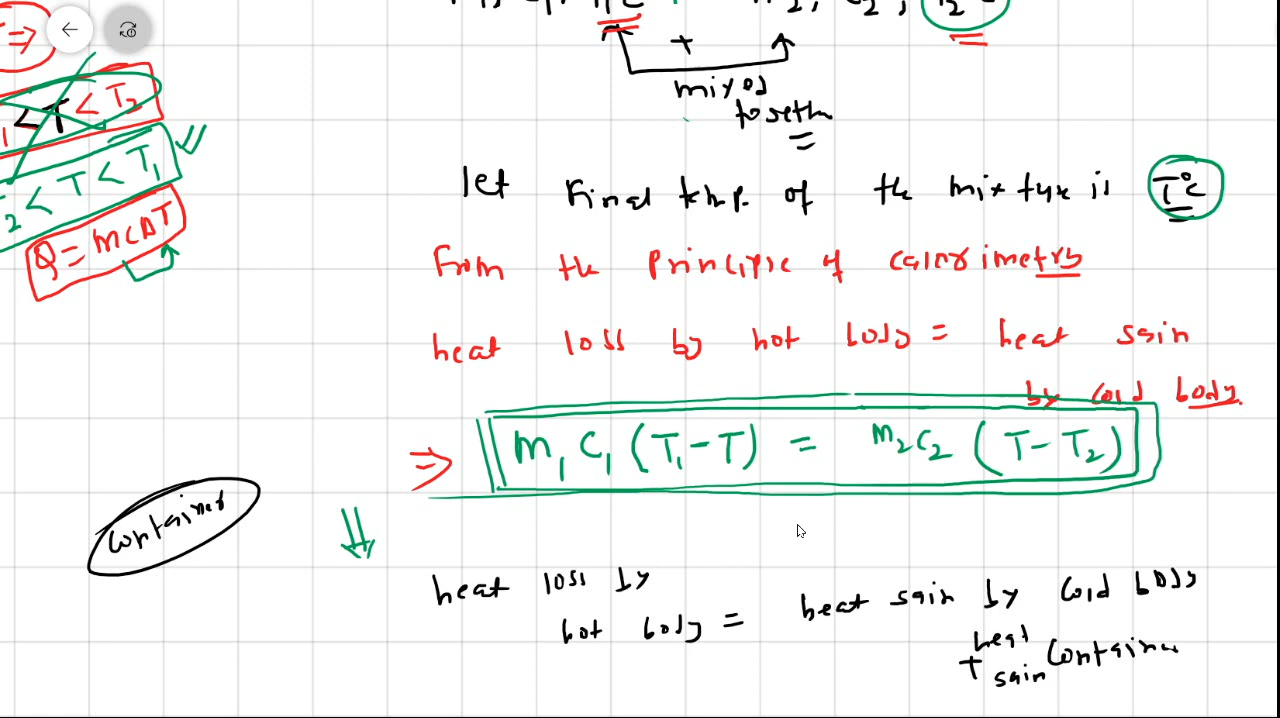 mixed
together
< T < T₂
₂ < T < T₁
Q = mcΔT
let Final temp. of the mixture is T°C
From the Principle of calorimetry
heat loss by hot body = heat gain
by cold body
⇒ m₁ C₁ (T₁ - T) = m₂ C₂ (T - T₂)
Container
heat loss by
hot body = heat gain by cold body
+ heat gain Container